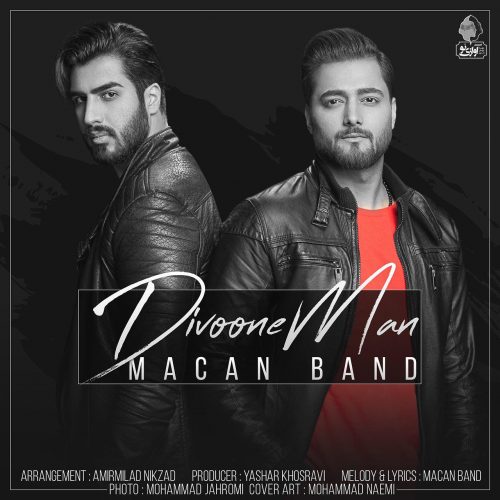 Divoone Man
MACAN BAND
ARRANGEMENT : AMIRMILAD NIKZAD PRODUCER : YASHAR KHOSRAVI MELODY & LYRICS : MACAN BAND
PHOTO : MOHAMMAD JAHROMI COVER ART : MOHAMMAD NAEMI